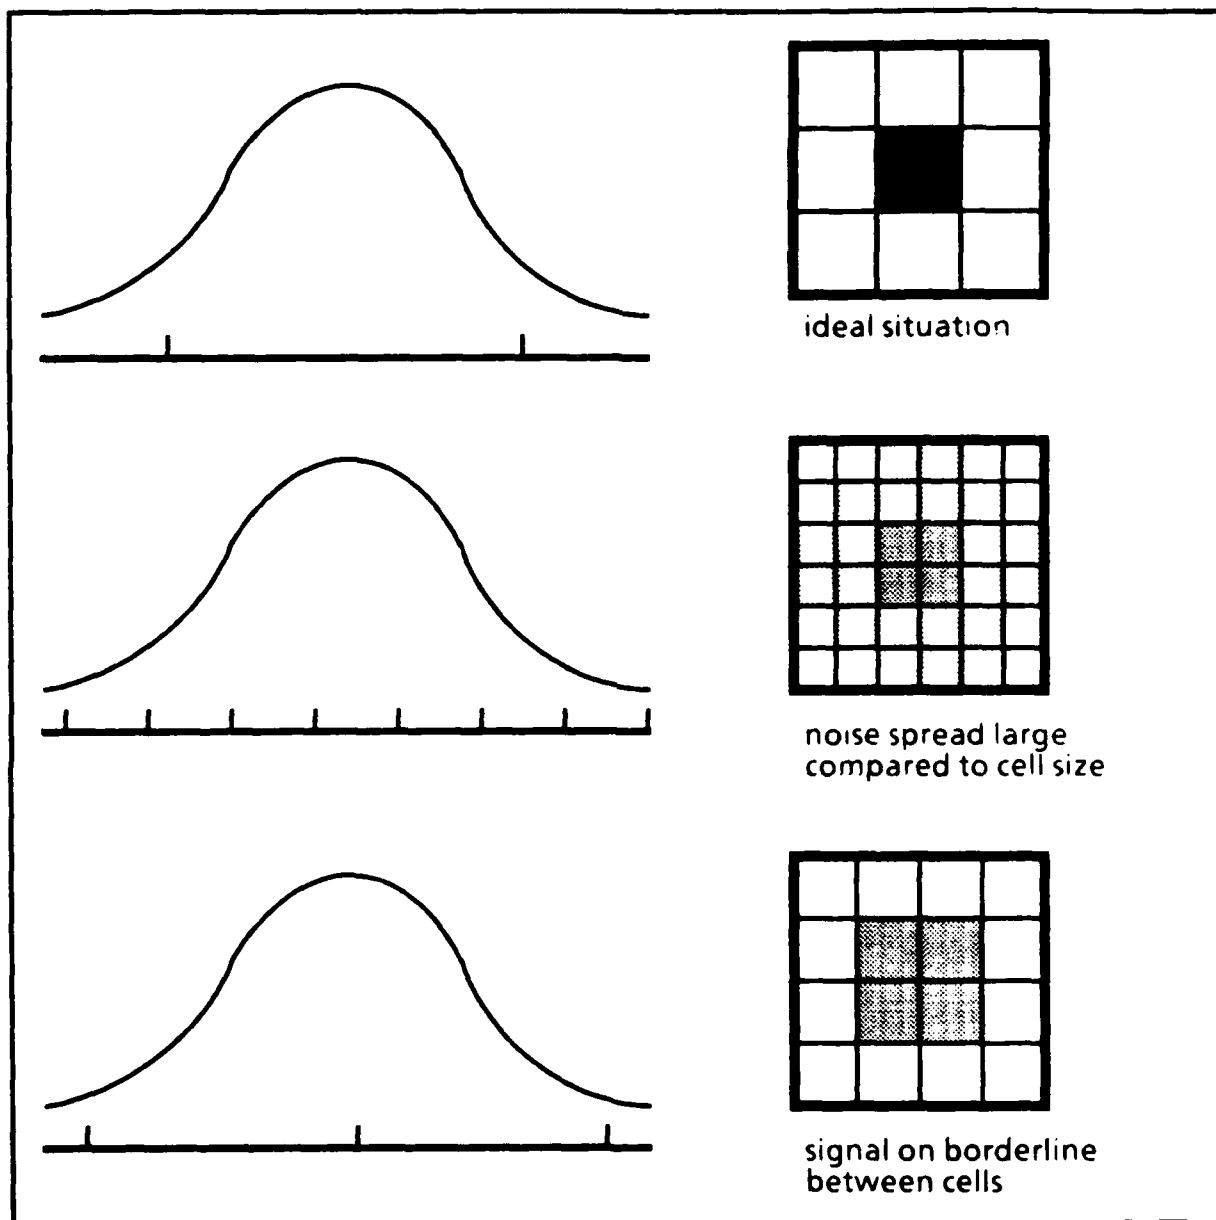 ideal situation
noise spread large
compared to cell size
signal on borderline
between cells